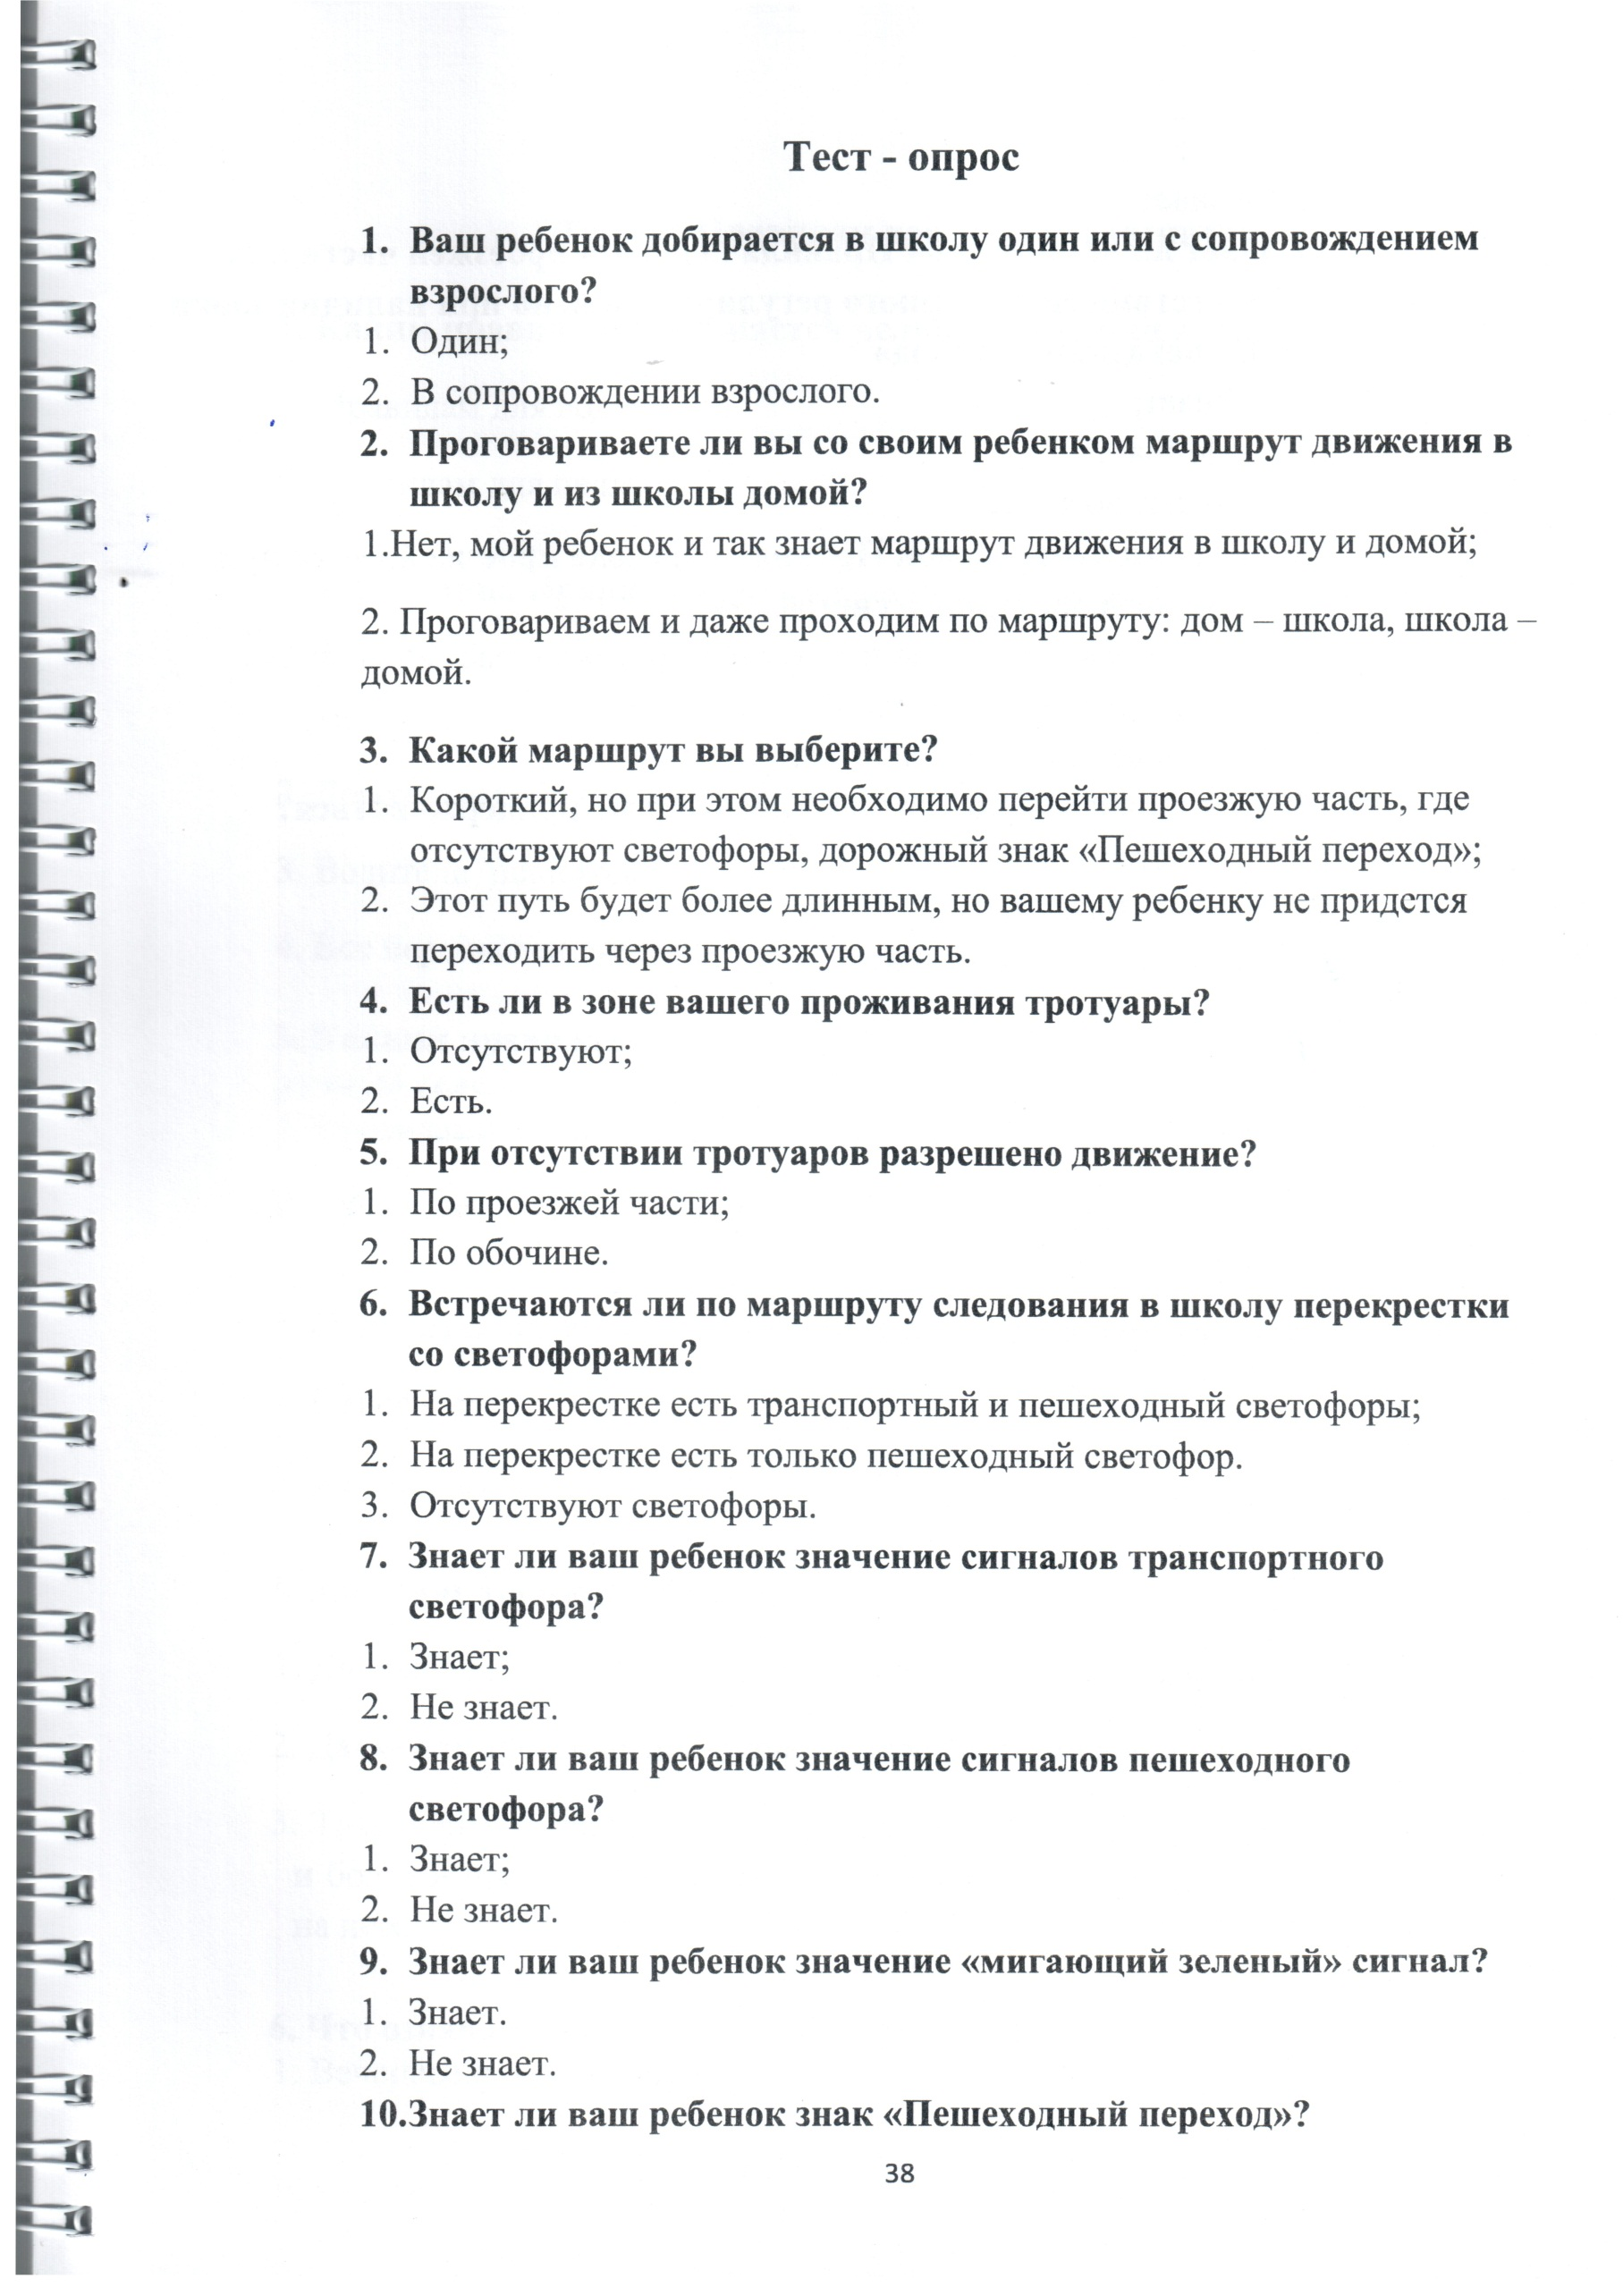 Тест - опрос
1. Ваш ребенок добирается в школу один или с сопровождением
взрослого?
1. Один;
2. В сопровождении взрослого.
2. Проговариваете ли вы со своим ребенком маршрут движения в
школу и из школы домой?
1.Нет, мой ребенок и так знает маршрут движения в школу и домой;
2. Проговариваем и даже проходим по маршруту: дом – школа, школа –
домой.
3. Какой маршрут вы выберите?
1. Короткий, но при этом необходимо перейти проезжую часть, где
отсутствуют светофоры, дорожный знак «Пешеходный переход»;
2. Этот путь будет более длинным, но вашему ребенку не придется
переходить через проезжую часть.
4. Есть ли в зоне вашего проживания тротуары?
1. Отсутствуют;
2. Есть.
5. При отсутствии тротуаров разрешено движение?
1. По проезжей части;
2. По обочине.
6. Встречаются ли по маршруту следования в школу перекрестки
со светофорами?
1. На перекрестке есть транспортный и пешеходный светофоры;
2. На перекрестке есть только пешеходный светофор.
3. Отсутствуют светофоры.
7. Знает ли ваш ребенок значение сигналов транспортного
светофора?
1. Знает;
2. Не знает.
8. Знает ли ваш ребенок значение сигналов пешеходного
светофора?
1. Знает;
2. Не знает.
9. Знает ли ваш ребенок значение «мигающий зеленый» сигнал?
1. Знает.
2. Не знает.
10.Знает ли ваш ребенок знак «Пешеходный переход»?
38